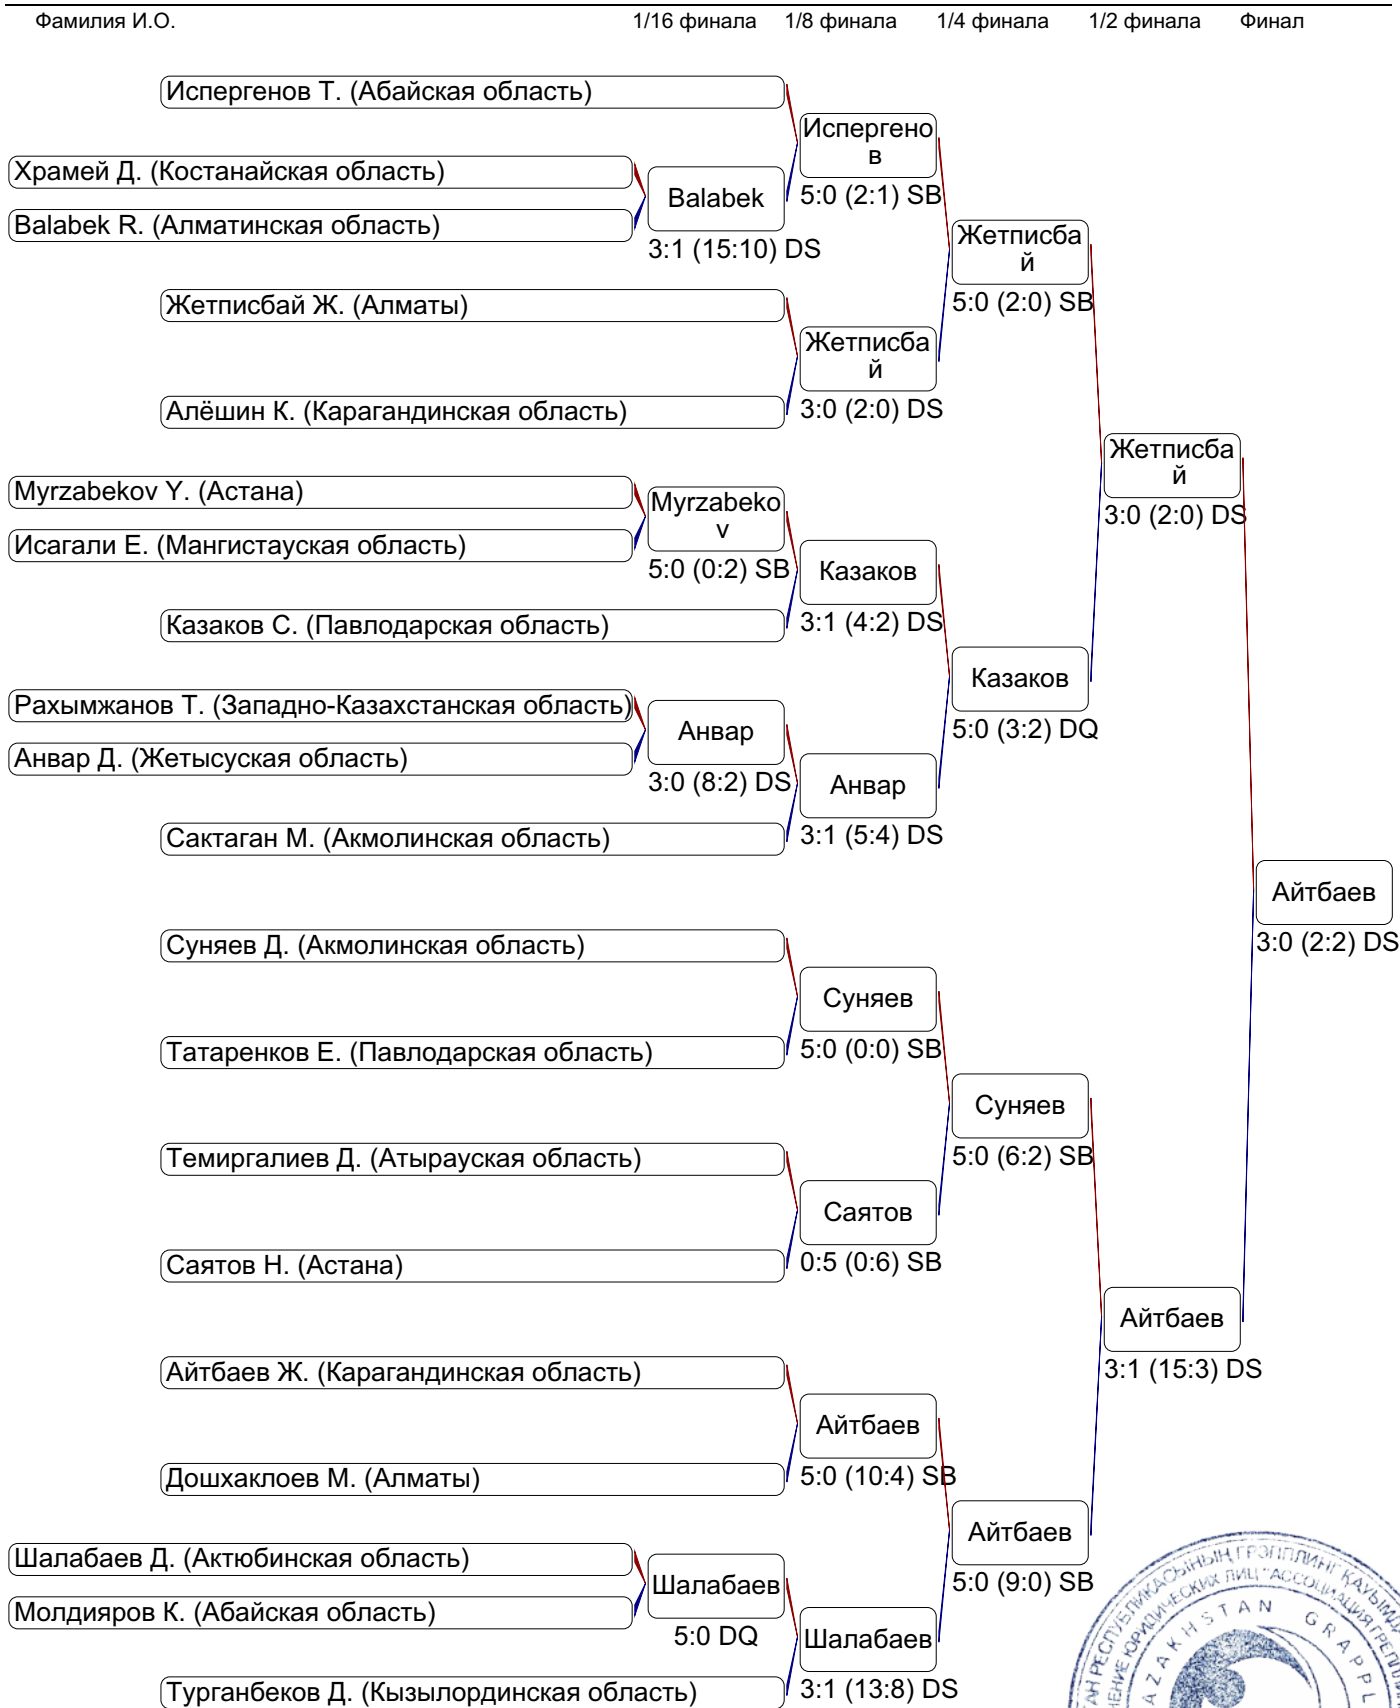 Фамилия И.О. 1/16 финала 1/8 финала 1/4 финала 1/2 финала Финал
Испергенов Т. (Абайская область)
Испергено
в
5:0 (2:1) SB
Храмей Д. (Костанайская область)
Balabek
Balabek R. (Алматинская область)
3:1 (15:10) DS
Жетписба
й
5:0 (2:0) SB
Жетписбай Ж. (Алматы)
Жетписба
й
3:0 (2:0) DS
Алёшин К. (Карагандинская область)
Жетписба
й
3:0 (2:0) DS
Myrzabekov Y. (Астана)
Myrzabeko
v
Исагали Е. (Мангистауская область)
5:0 (0:2) SB
Казаков
3:1 (4:2) DS
Казаков С. (Павлодарская область)
Казаков
5:0 (3:2) DQ
Рахымжанов Т. (Западно-Казахстанская область)
Анвар
Анвар Д. (Жетысуская область)
3:0 (8:2) DS
Анвар
3:1 (5:4) DS
Сактаган М. (Акмолинская область)
Айтбаев
3:0 (2:2) DS
Суняев Д. (Акмолинская область)
Суняев
5:0 (0:0) SB
Татаренков Е. (Павлодарская область)
Суняев
5:0 (6:2) SB
Темиргалиев Д. (Атырауская область)
Саятов
0:5 (0:6) SB
Саятов Н. (Астана)
Айтбаев
3:1 (15:3) DS
Айтбаев Ж. (Карагандинская область)
Айтбаев
5:0 (10:4) SB
Дошхаклоев М. (Алматы)
Айтбаев
5:0 (9:0) SB
Шалабаев Д. (Актюбинская область)
Шалабаев
Молдияров К. (Абайская область)
5:0 DQ
Шалабаев
3:1 (13:8) DS
Турганбеков Д. (Кызылординская область)